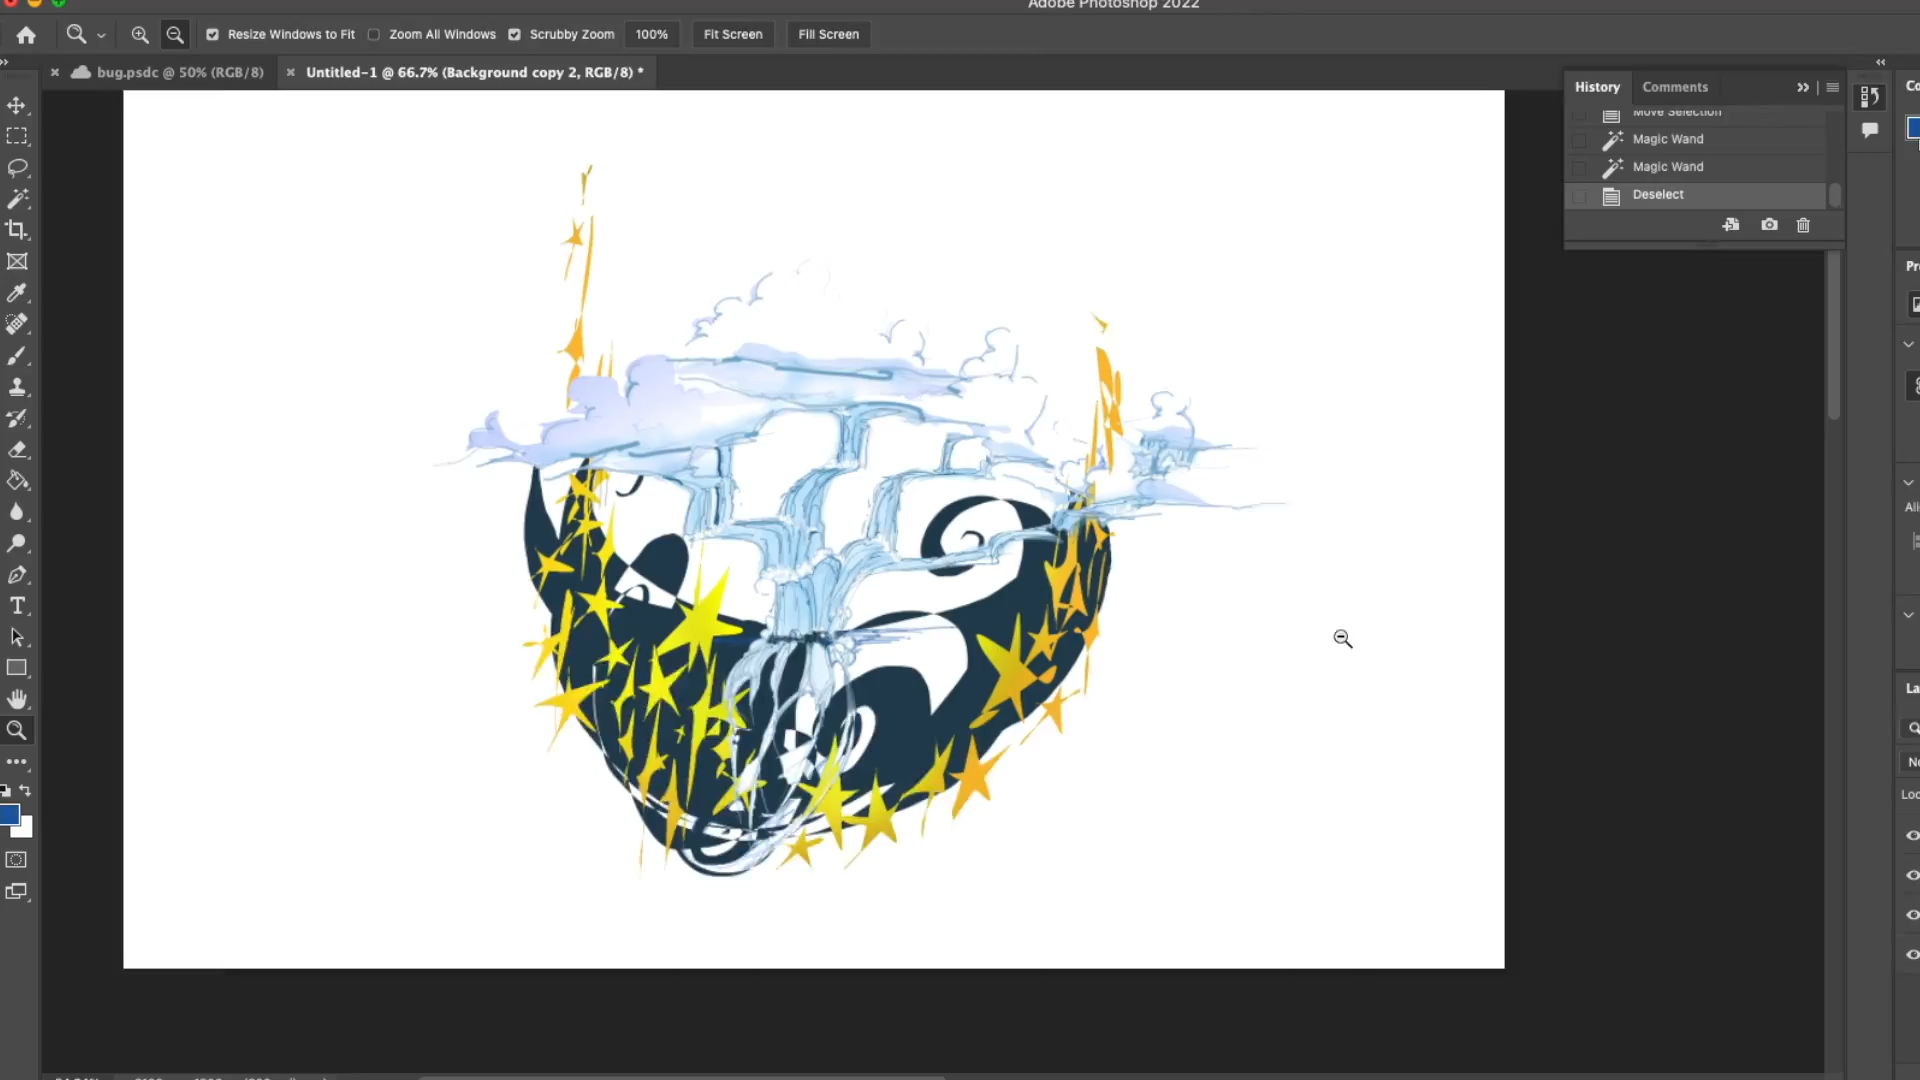 Adobe Photoshop 2022
Resize Windows to Fit Zoom All Windows Scrubby Zoom 100% Fit Screen Fill Screen
bug.psdc @ 50% (RGB/8) Untitled-1 @ 66.7% (Background copy 2, RGB/8) *
History Comments
Move Selection
Magic Wand
Magic Wand
Deselect